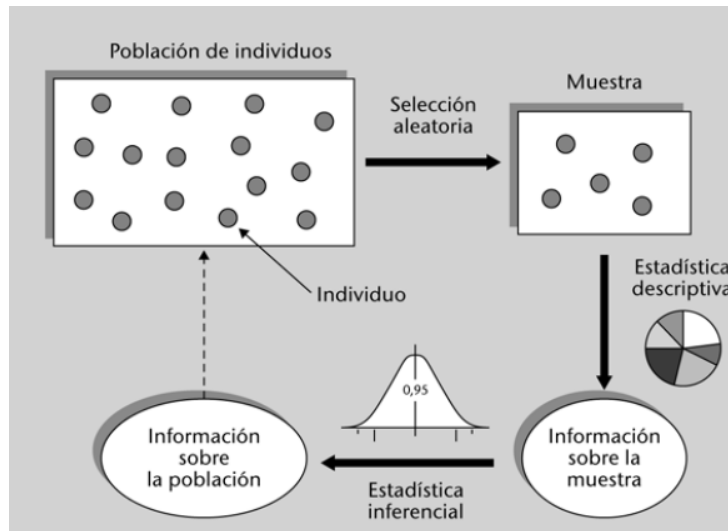 Población de individuos
Selección
aleatoria
Muestra
Individuo
Estadística
descriptiva
0,95
Información
sobre
la población
Estadística
inferencial
Información
sobre la
muestra